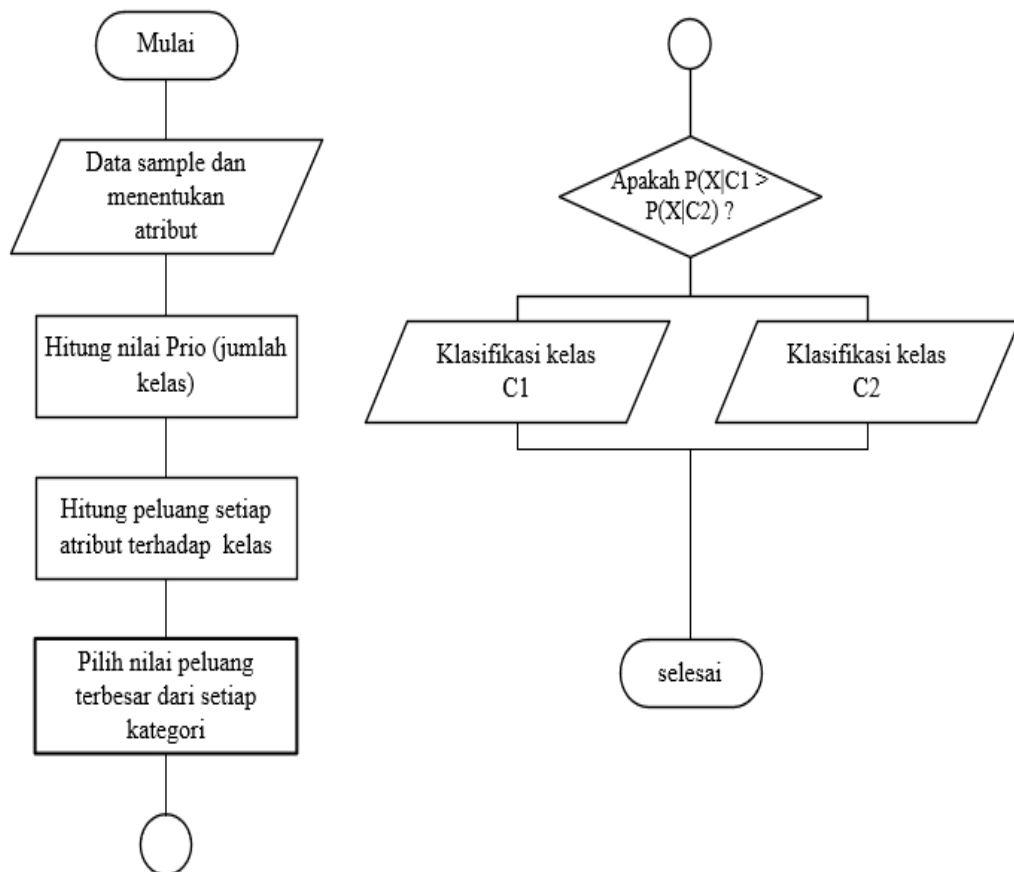 Mulai
Data sample dan
menentukan
atribut
Hitung nilai Prio (jumlah
kelas)
Hitung peluang setiap
atribut terhadap kelas
Pilih nilai peluang
terbesar dari setiap
kategori
Apakah P(X|C1 >
P(X|C2) ?
Klasifikasi kelas
C1
Klasifikasi kelas
C2
selesai